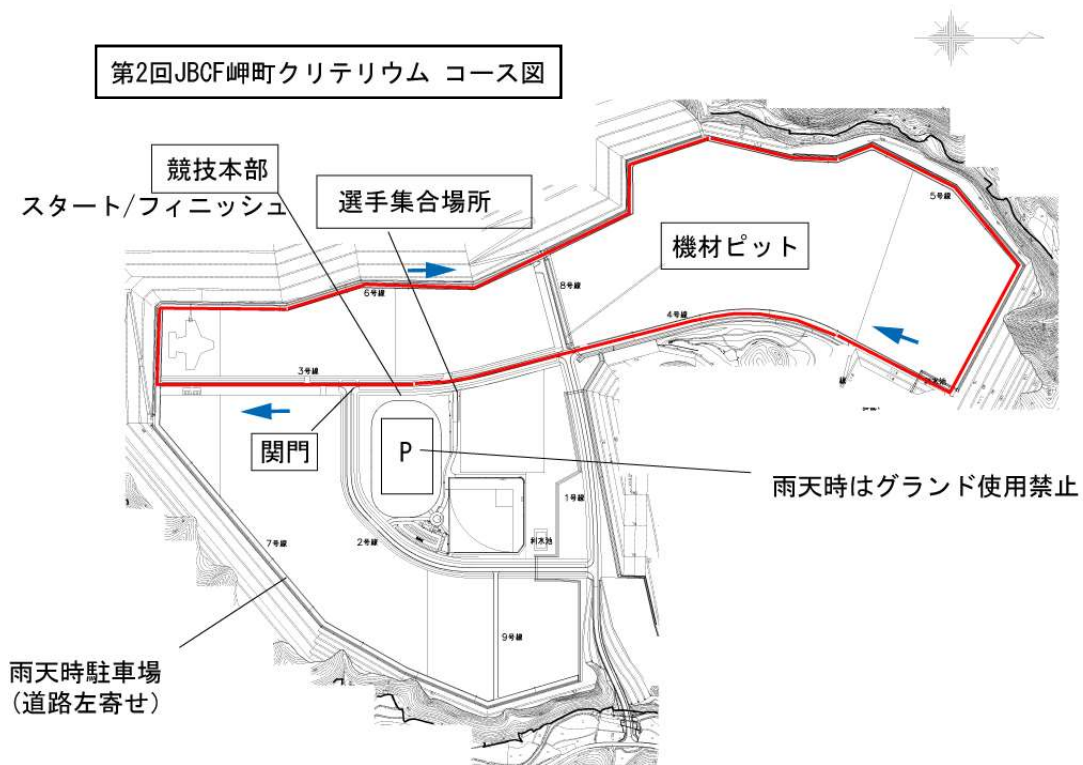 第2回JBCF岬町クリテリウム コース図
競技本部
スタート/フィニッシュ
選手集合場所
機材ピット
5号線
8号線
6号線
4号線
3号線
関門
P
雨天時はグランド使用禁止
1号線
2号線
7号線
9号線
雨天時駐車場
(道路左寄せ)